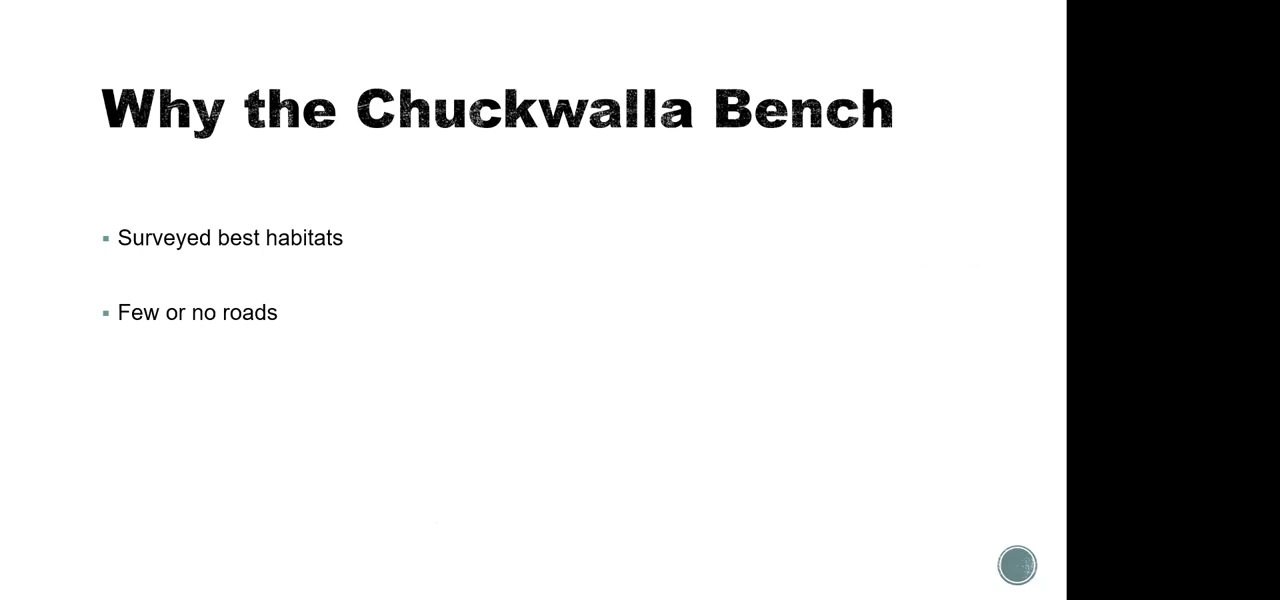 Why the Chuckwalla Bench
Surveyed best habitats
Few or no roads